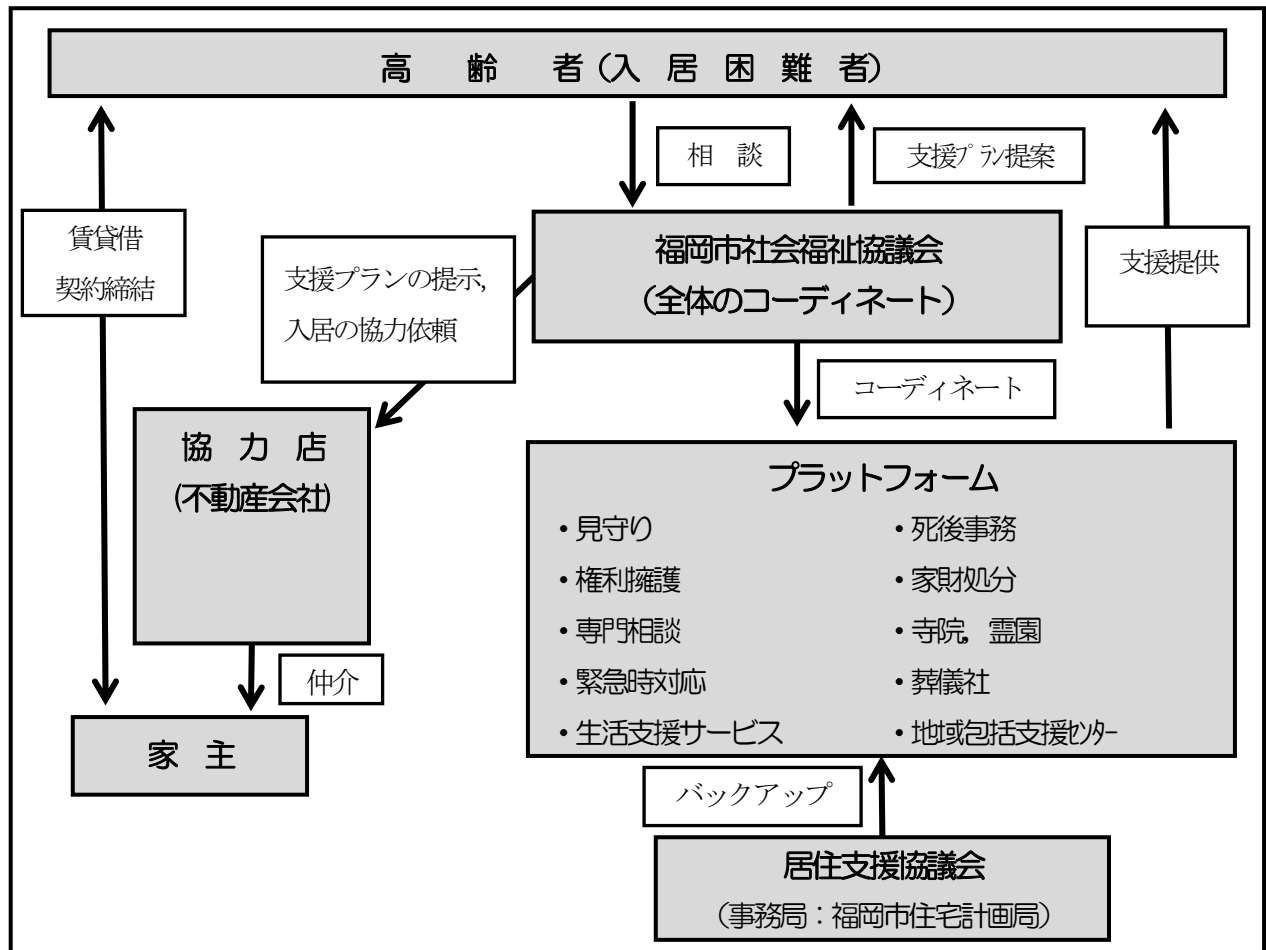 高 齢 者(入 居 困 難 者)
相 談
支援ﾌﾟﾗﾝ提案
賃貸借
契約締結
支援プランの提示,
入居の協力依頼
福岡市社会福祉協議会
(全体のコーディネート)
支援提供
コーディネート
協 力 店
(不動産会社)
プラットフォーム
・見守り
・死後事務
・権利擁護
・家財処分
・専門相談
・寺院, 霊園
・緊急時対応
・葬儀社
・生活支援サービス
・地域包括支援ｾﾝﾀｰ
仲介
家 主
バックアップ
居住支援協議会
(事務局:福岡市住宅計画局)